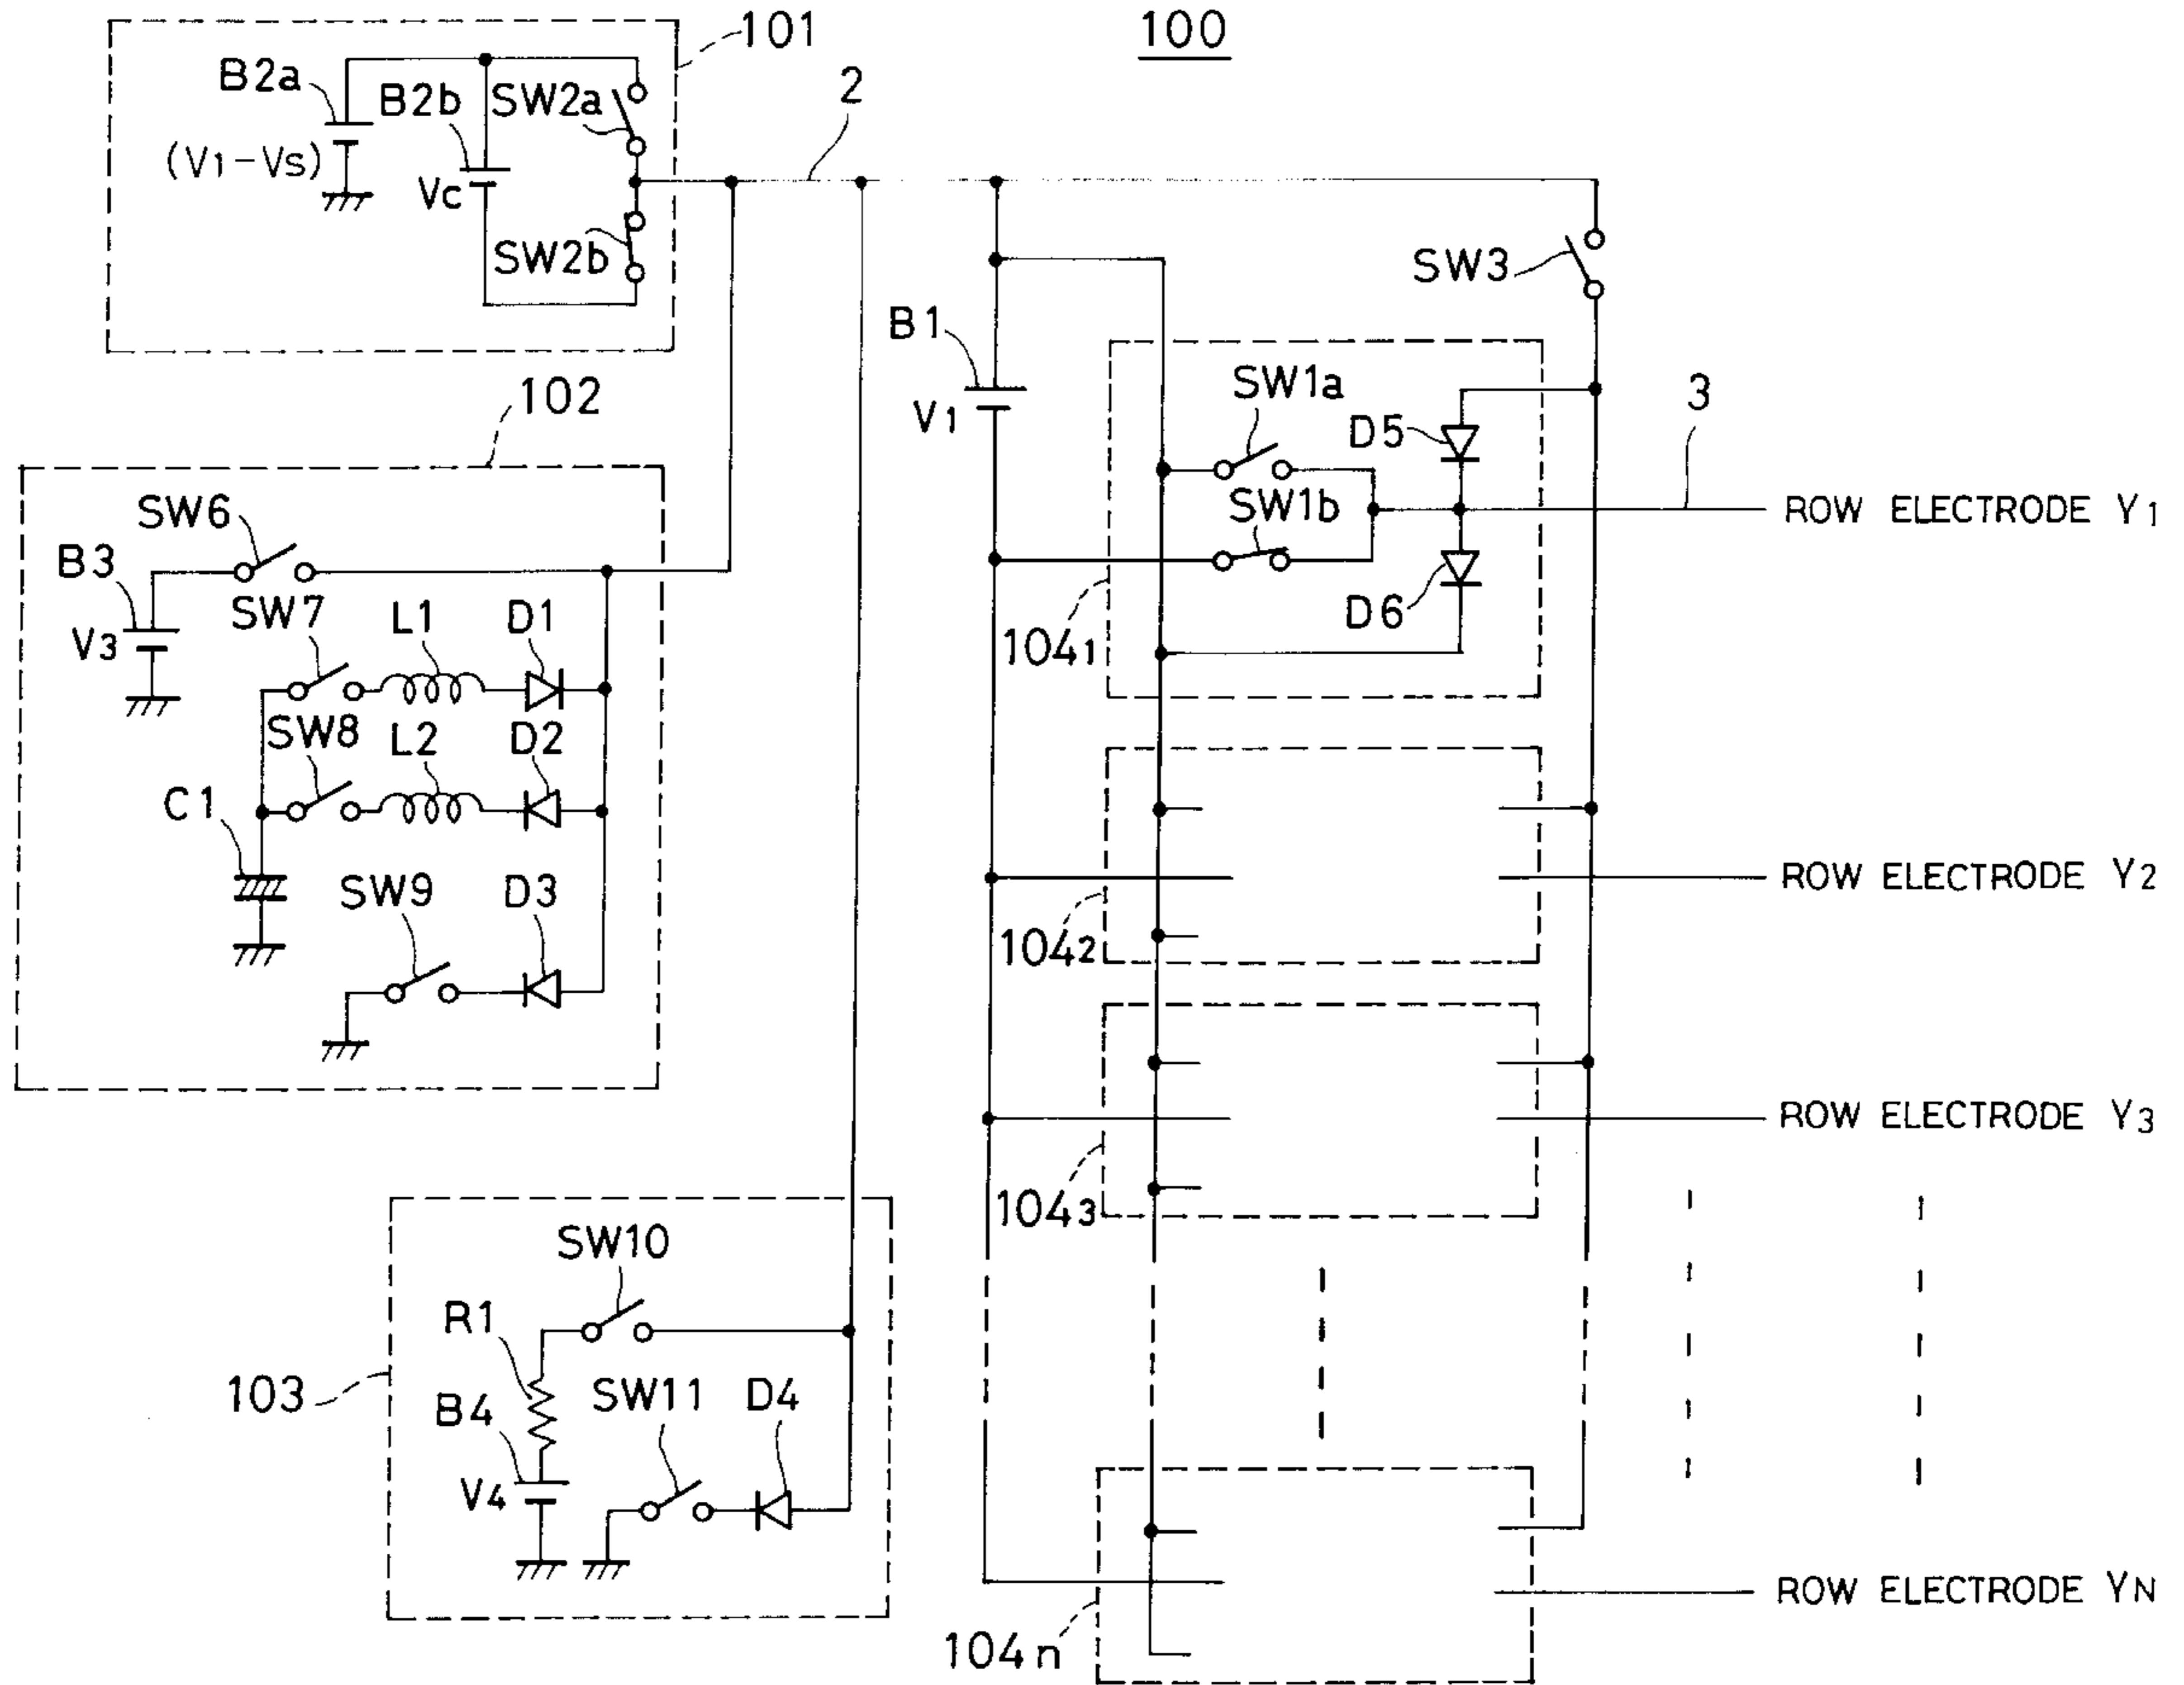 100
101
B2a
B2b
SW2a
2
(V1-Vs)
Vc
SW2b
SW3
B1
V1
102
SW1a
D5
3
SW1b
ROW ELECTRODE Y1
SW6
B3
V3
SW7
L1
D1
D6
1041
SW8
L2
D2
C1
SW9
D3
ROW ELECTRODE Y2
1042
ROW ELECTRODE Y3
1043
SW10
R1
103
B4
SW11
D4
V4
ROW ELECTRODE YN
104n